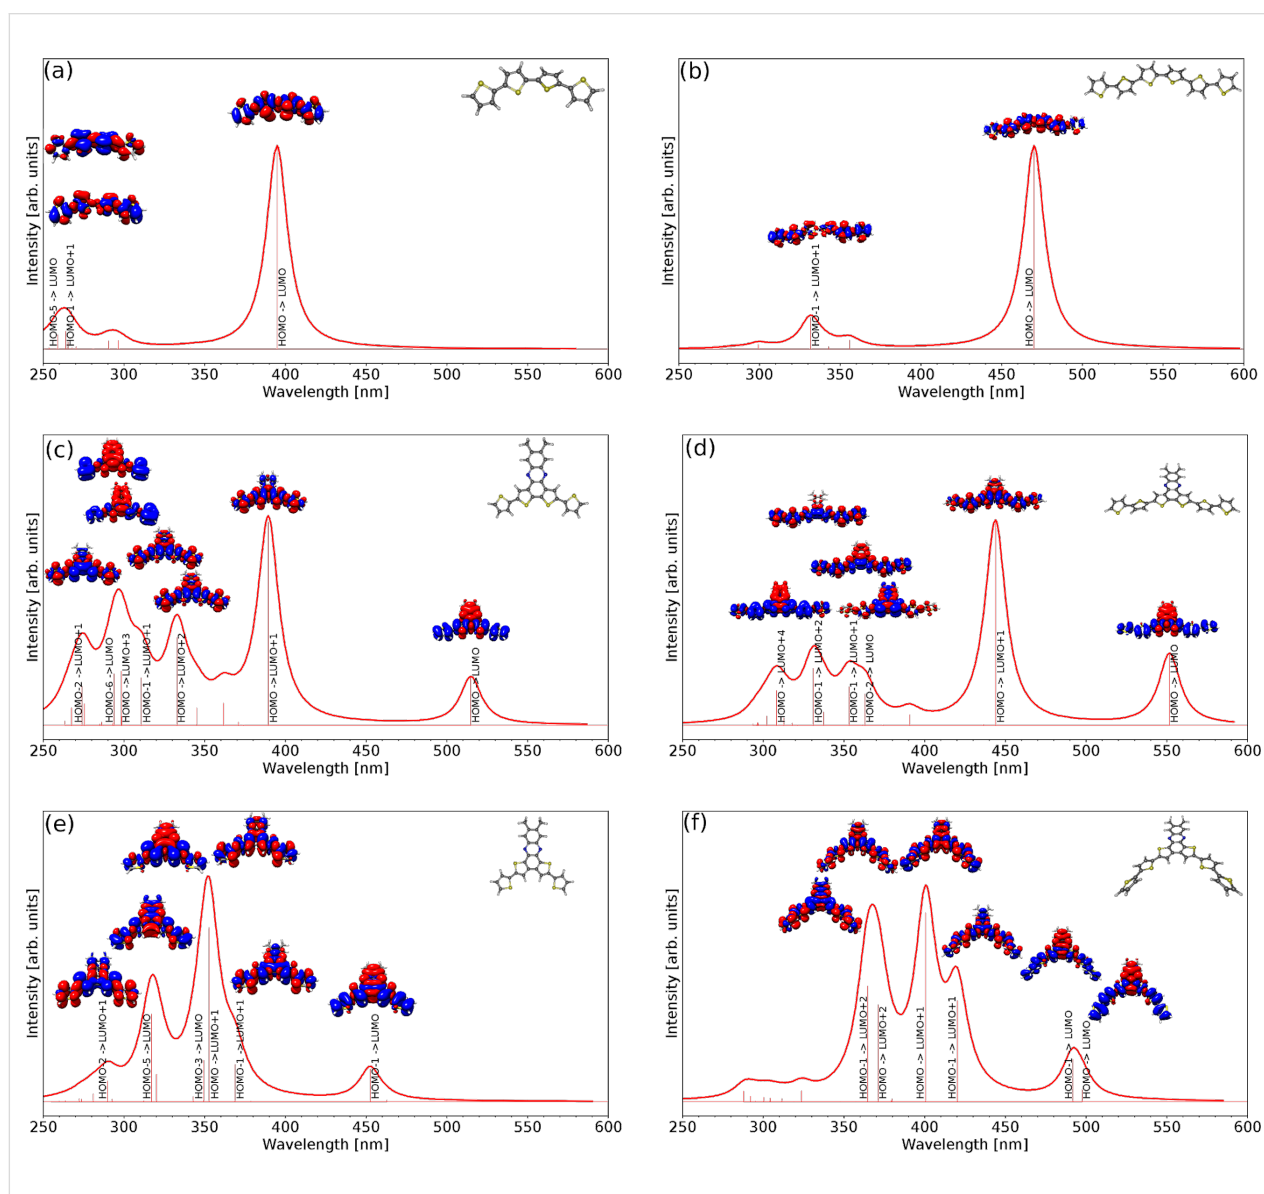 (a)
Intensity [arb. units]
HOMO-5 -> LUMO
HOMO-1 -> LUMO+1
HOMO -> LUMO
250 300 350 400 450 500 550 600
Wavelength [nm]
(b)
Intensity [arb. units]
HOMO-1 -> LUMO+1
HOMO -> LUMO
250 300 350 400 450 500 550 600
Wavelength [nm]
(c)
Intensity [arb. units]
HOMO-2 ->LUMO+1
HOMO-6 ->LUMO
HOMO->LUMO+3
HOMO-1 ->LUMO+1
HOMO->LUMO+2
HOMO ->LUMO+1
HOMO ->LUMO
250 300 350 400 450 500 550 600
Wavelength [nm]
(d)
Intensity [arb. units]
HOMO -> LUMO+4
HOMO-1 -> LUMO+2
HOMO-1 ->LUMO+1
HOMO-2 -> LUMO
HOMO -> LUMO+1
HOMO -> LUMO
250 300 350 400 450 500 550 600
Wavelength [nm]
(e)
Intensity [arb. units]
HOMO-2 ->LUMO+1
HOMO-5 ->LUMO
HOMO-3 ->LUMO
HOMO ->LUMO+1
HOMO-1 ->LUMO+1
HOMO-1 ->LUMO
250 300 350 400 450 500 550 600
Wavelength [nm]
(f)
Intensity [arb. units]
HOMO-1 -> LUMO+2
HOMO -> LUMO+2
HOMO -> LUMO+1
HOMO-1 -> LUMO+1
HOMO-1 -> LUMO
HOMO -> LUMO
250 300 350 400 450 500 550 600
Wavelength [nm]